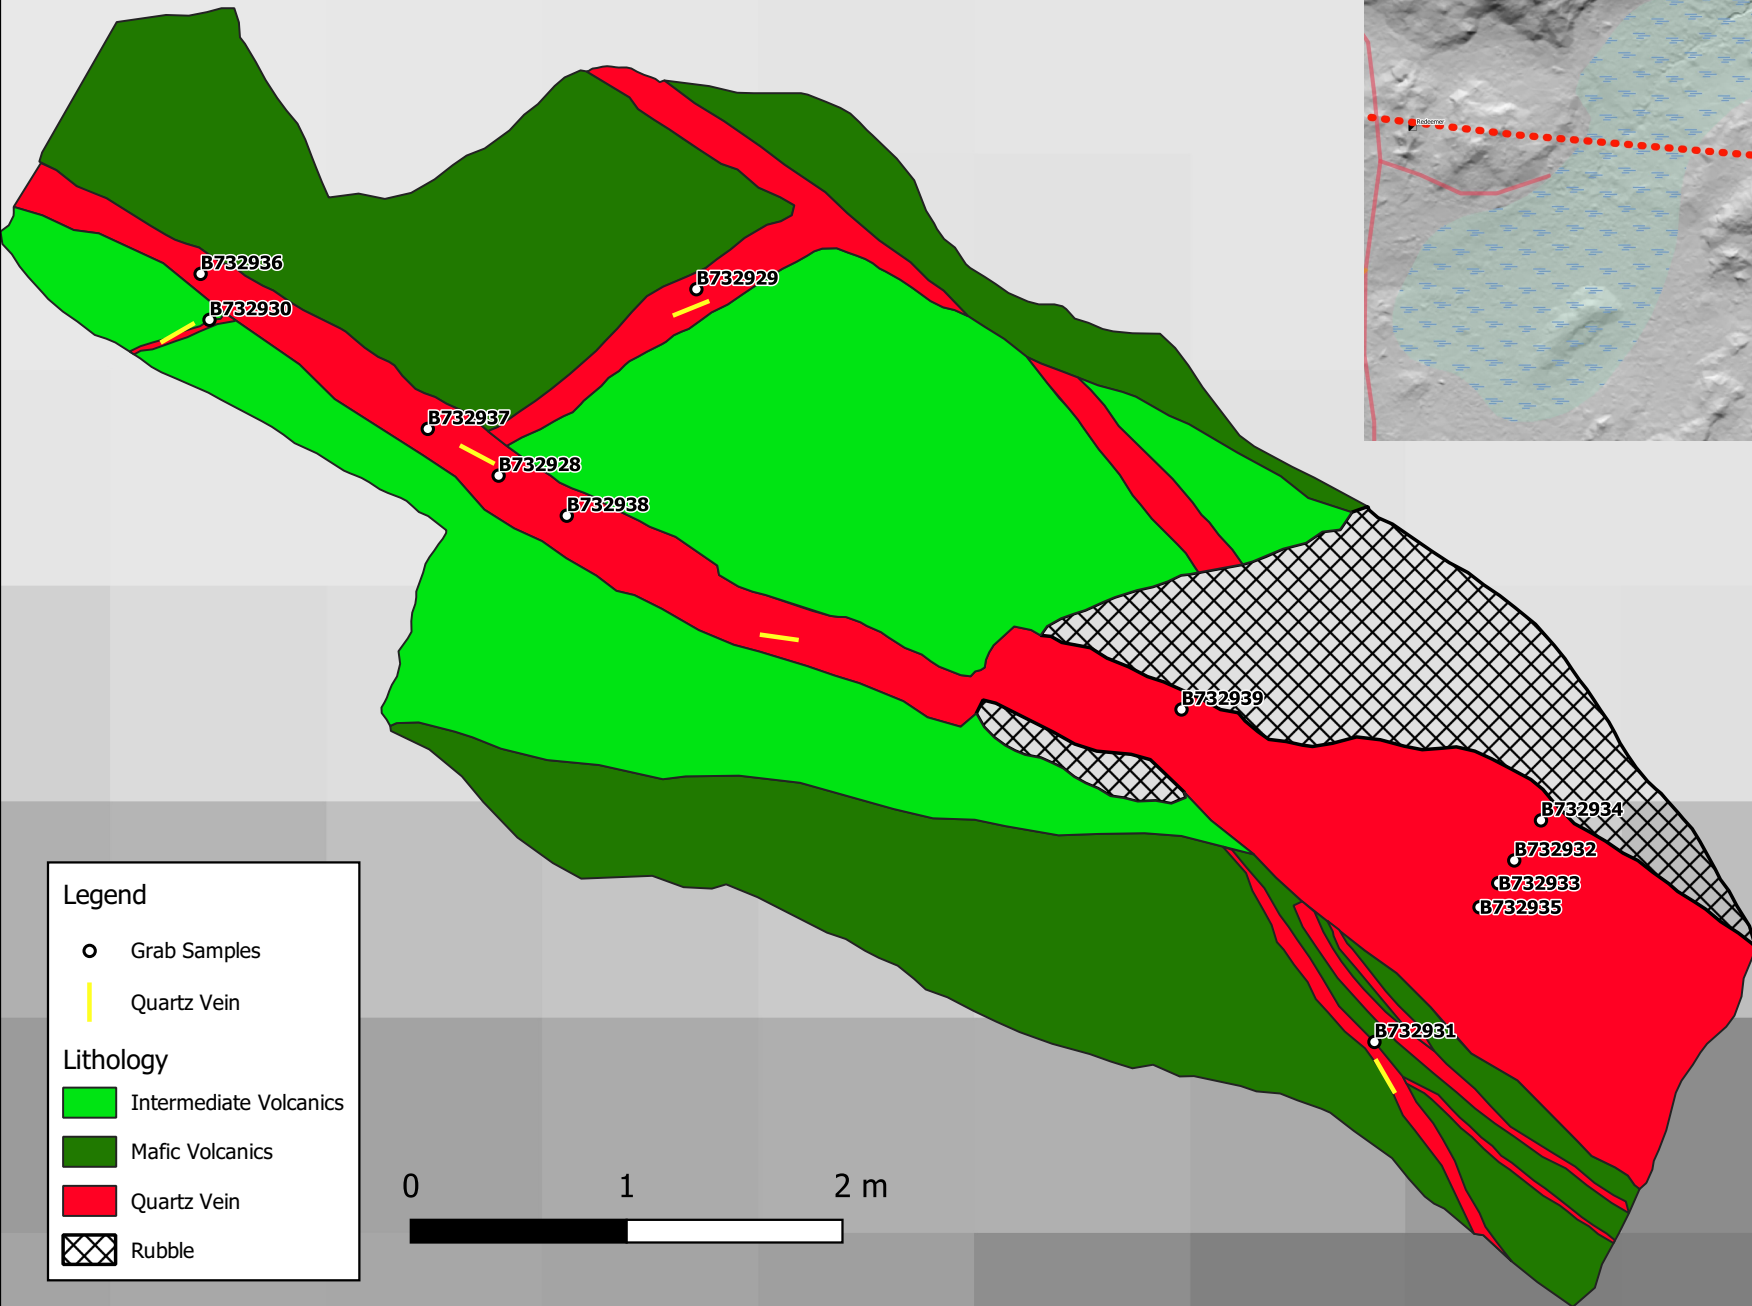 Redeemer
B732936
B732929
B732930
B732937
B732928
B732938
B732939
B732934
B732932
B732933
B732935
B732931
Legend
Grab Samples
Quartz Vein
Lithology
Intermediate Volcanics
Mafic Volcanics
Quartz Vein
Rubble
0 1 2 m